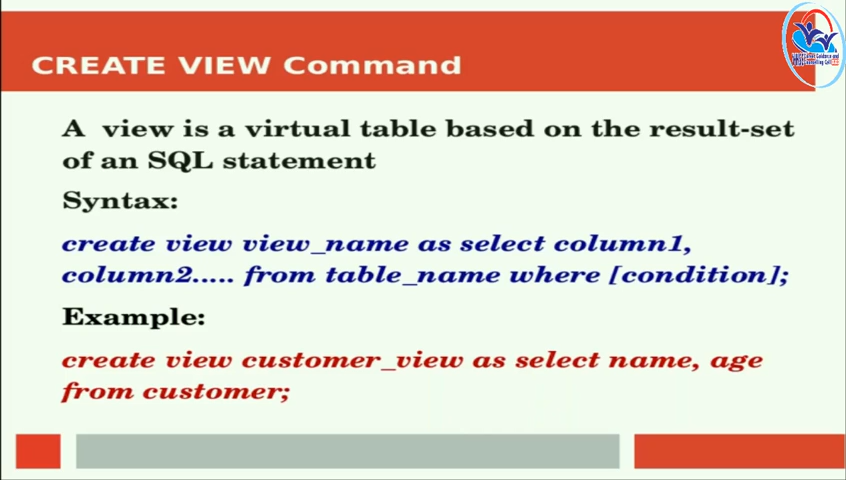 CREATE VIEW Command
A view is a virtual table based on the result-set
of an SQL statement
Syntax:
create view view_name as select column1,
column2..... from table_name where [condition];
Example:
create view customer_view as select name, age
from customer;